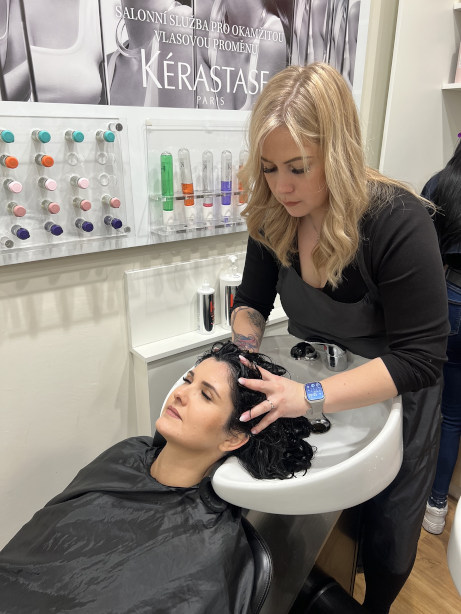 SALONNÍ SLUŽBA PRO OKAMŽITOU
VLASOVOU PROMĚNU
KÉRASTASE
PARIS